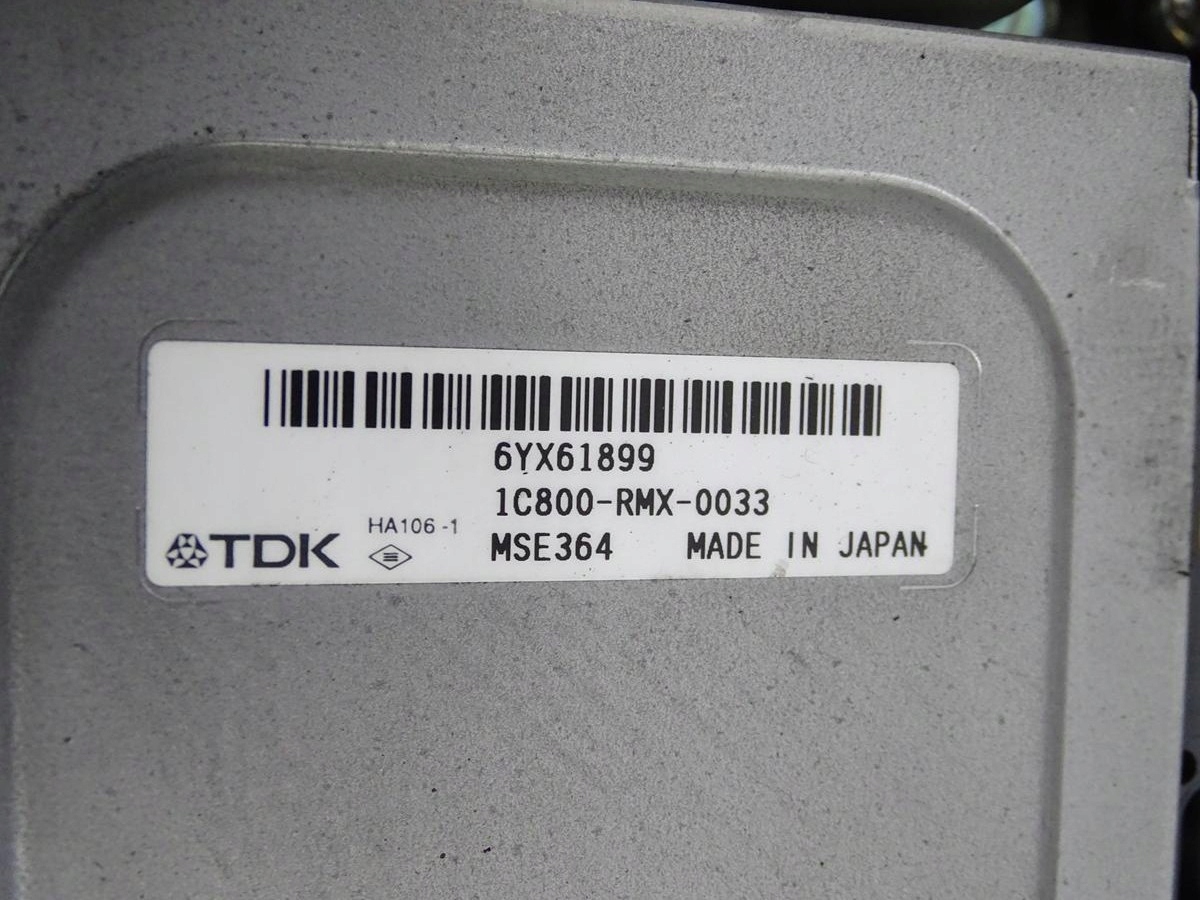 6YX61899
1C800-RMX-0033
TDK HA106 -1 MSE364 MADE IN JAPAN